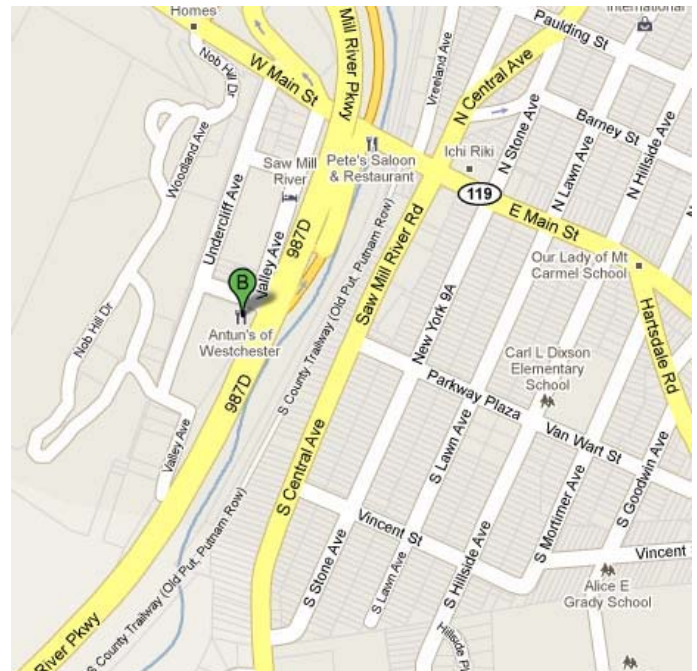 Homes
International
Paulding St
Nob Hill Dr
W Main St
Mill River Pkwy
Vreeland Ave
N Central Ave
Woodland Ave
Barney St
N Stone Ave
N Lawn Ave
N Hillside Ave
Pete's Saloon
& Restaurant
Ichi Riki
Saw Mill
River
119
E Main St
Undercliff Ave
Valley Ave
987D
Saw Mill River Rd
S County Trailway (Old Put, Putnam Row)
Our Lady of Mt
Carmel School
B
Antun's of
Westchester
Nob Hill Dr
New York 9A
Carl L Dixson
Elementary
School
Hartsdale Rd
987D
Parkway Plaza
Van Wart St
Valley Ave
S Central Ave
S Lawn Ave
S Goodwin Ave
S Mortimer Ave
Vincent St
S Hillside Ave
S Stone Ave
S Lawn Ave
Vincent
Alice E
Grady School
S County Trailway (Old Put, Putnam Row)
River Pkwy
Hillside Pl